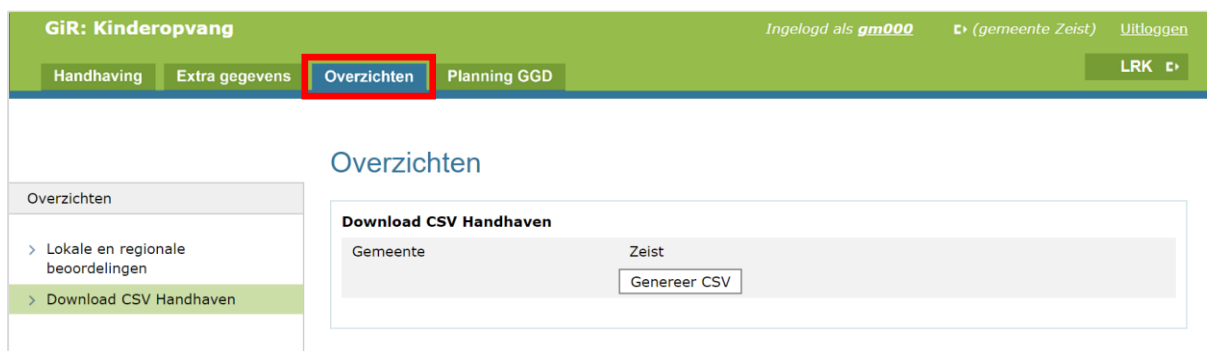 GiR: Kinderopvang
Ingelogd als gm000 (gemeente Zeist) Uitloggen
Handhaving Extra gegevens Overzichten Planning GGD LRK
Overzichten
Overzichten
Lokale en regionale
beoordelingen
Download CSV Handhaven
Download CSV Handhaven
Gemeente Zeist
Genereer CSV